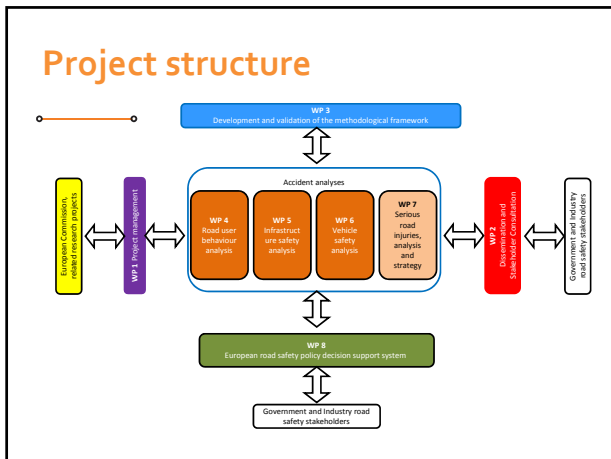 Project structure
WP 3
Development and validation of the methodological framework
European Commission,
related research projects
WP 1 Project management
Accident analyses
WP 4
Road user
behaviour
analysis
WP 5
Infrastruct
ure safety
analysis
WP 6
Vehicle
safety
analysis
WP 7
Serious
road
injuries,
analysis
and
strategy
WP 2
Dissemination and
Stakeholder Consultation
Government and Industry
road safety stakeholders
WP 8
European road safety policy decision support system
Government and Industry road
safety stakeholders